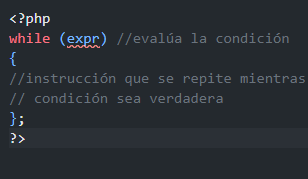 <?php
while (expr) //evalúa la condición
{
//instrucción que se repite mientras
// condición sea verdadera
};
?>